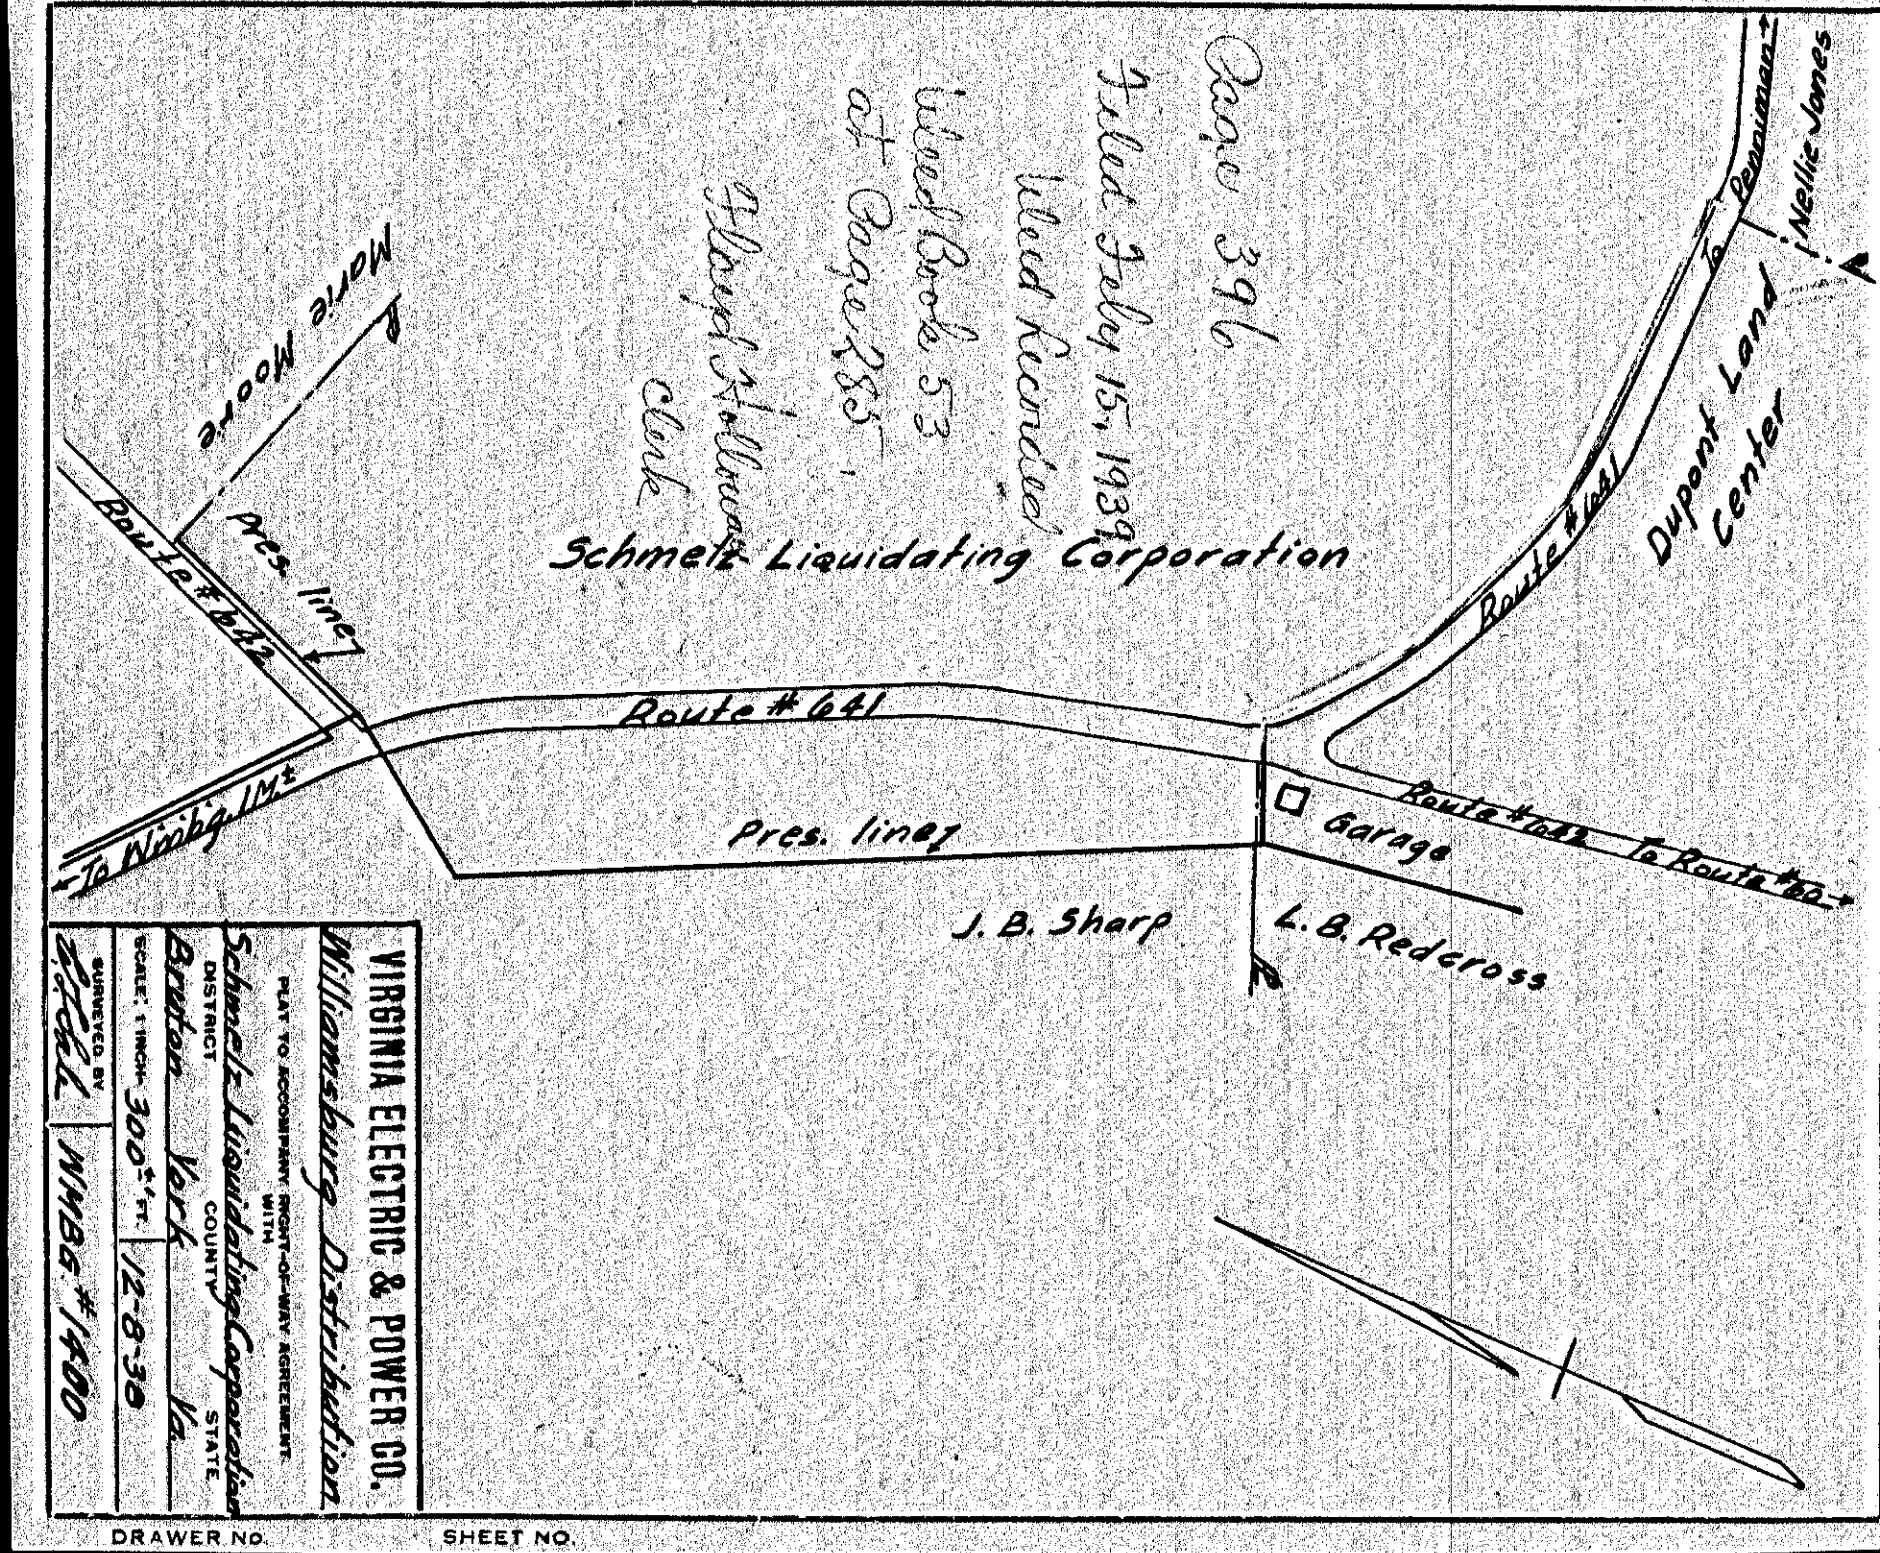 Page 396
Filed Feby 15, 1939
Deed Recorded
Deed Book 53
at Page 285,
Floyd Holloway
Clerk
To Penniman
Nellie Jones
Dupont Land
Center
Route # 641
Marie Moore
Pres. line
Route # 642
Schmelz Liquidating Corporation
Route # 641
To Wmbg. 1M.±
Pres. line
Garage
Route # 642 To Route # 60
J. B. Sharp
L. B. Redcross
VIRGINIA ELECTRIC & POWER CO.
Williamsburg Distribution
PLAT TO ACCOMPANY RIGHT-OF-WAY AGREEMENT
WITH
Schmelz Liquidating Corporation
DISTRICT COUNTY STATE
Bruton York Va.
SCALE: 1 INCH= 300±' FT. 12-8-38
SURVEYED BY
WMBG. # 1400
DRAWER NO. SHEET NO.